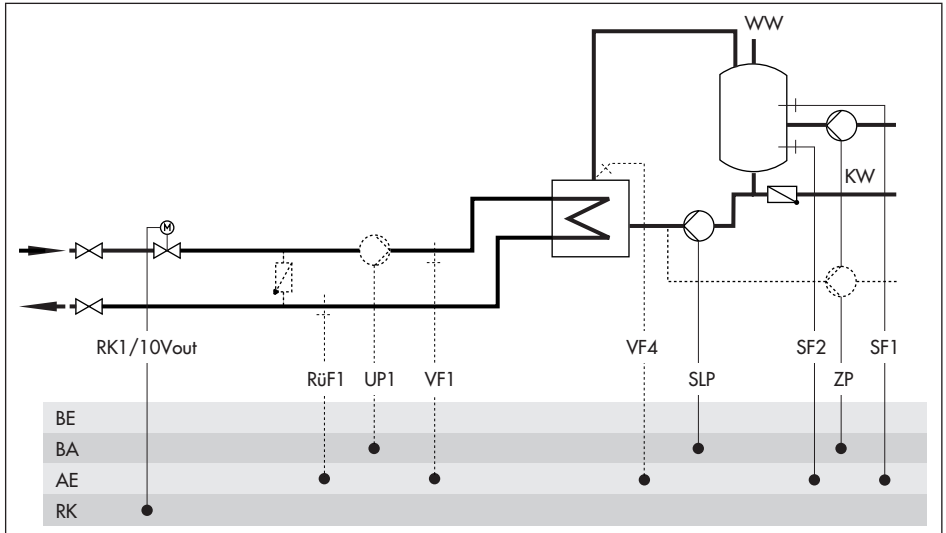 WW
KW
M
RK1/10Vout
VF4
SF2
SF1
RüF1
UP1
VF1
SLP
ZP
BE
BA
AE
RK